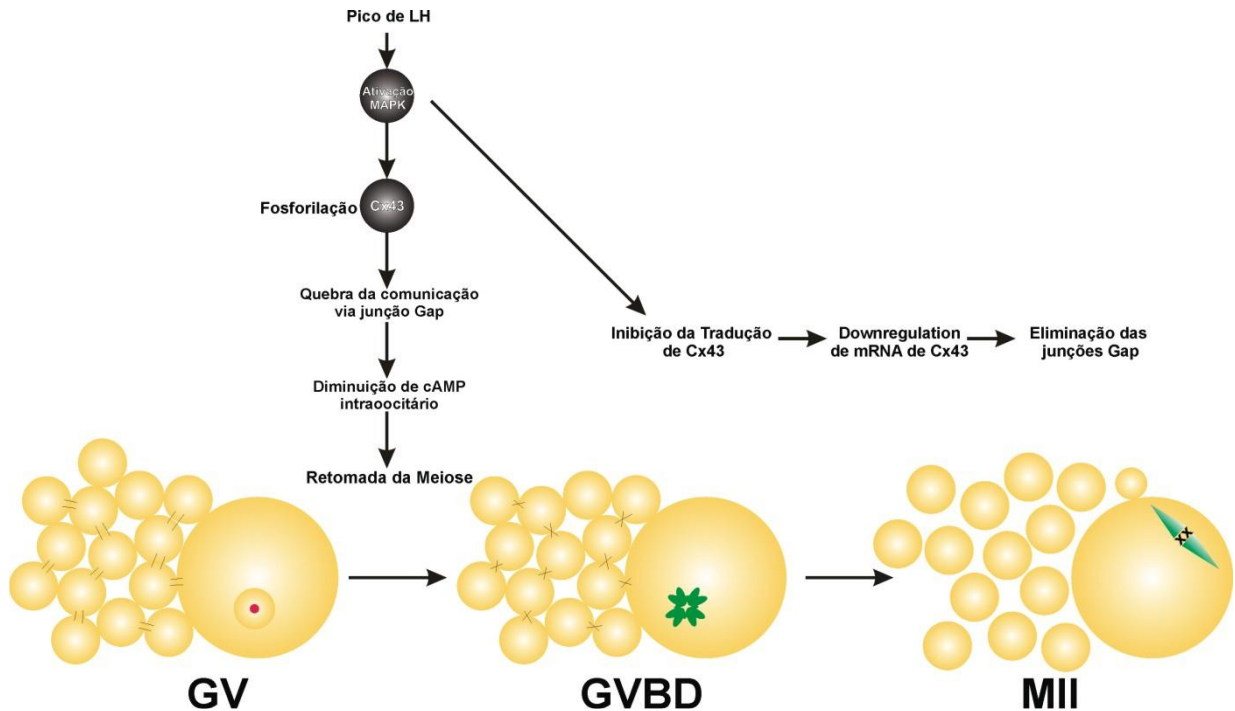 Pico de LH
Ativação
MAPK
Fosforilação
Cx43
Quebra da comunicação
via junção Gap
Diminuição de cAMP
intraoocitário
Retomada da Meiose
Inibição da Tradução
de Cx43
Downregulation
de mRNA de Cx43
Eliminação das
junções Gap
GV
GVBD
MII